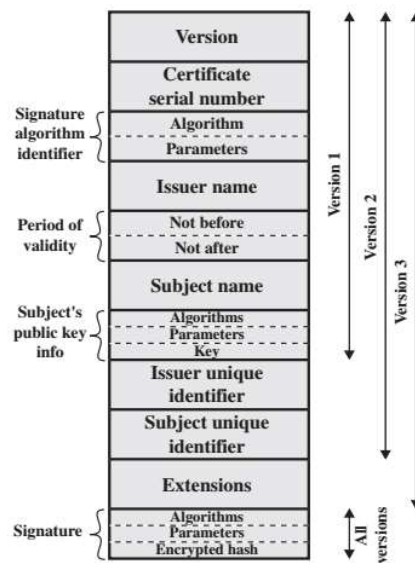 Version
Certificate
serial number
Signature
algorithm
identifier
Algorithm
Parameters
Issuer name
Period of
validity
Not before
Not after
Subject name
Subject's
public key
info
Algorithms
Parameters
Key
Issuer unique
identifier
Subject unique
identifier
Extensions
Signature
Algorithms
Parameters
Encrypted hash
Version 1
Version 2
Version 3
All
versions